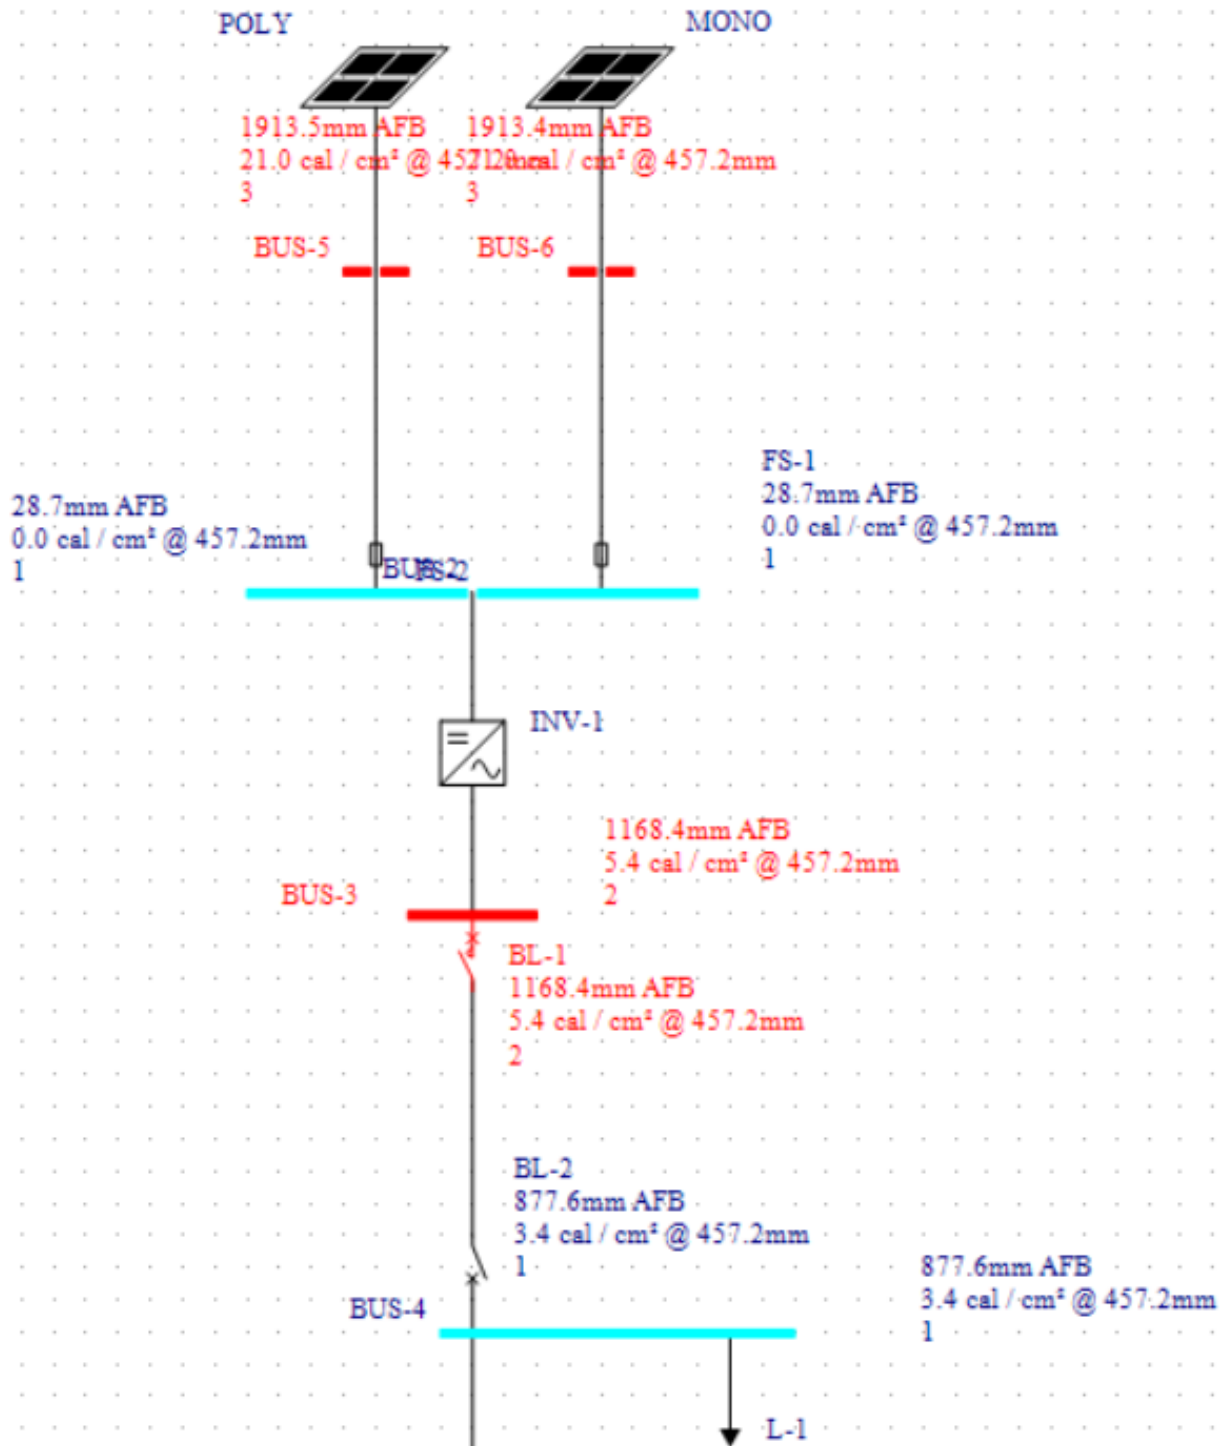 POLY
MONO
1913.5mm AFB
21.0 cal / cm² @ 457.2mm
3
1913.4mm AFB
cal / cm² @ 457.2mm
3
BUS-5
BUS-6
FS-1
28.7mm AFB
0.0 cal / cm² @ 457.2mm
1
28.7mm AFB
0.0 cal / cm² @ 457.2mm
1
BUS-2
FS-2
INV-1
1168.4mm AFB
5.4 cal / cm² @ 457.2mm
2
BUS-3
BL-1
1168.4mm AFB
5.4 cal / cm² @ 457.2mm
2
BL-2
877.6mm AFB
3.4 cal / cm² @ 457.2mm
1
877.6mm AFB
3.4 cal / cm² @ 457.2mm
1
BUS-4
L-1